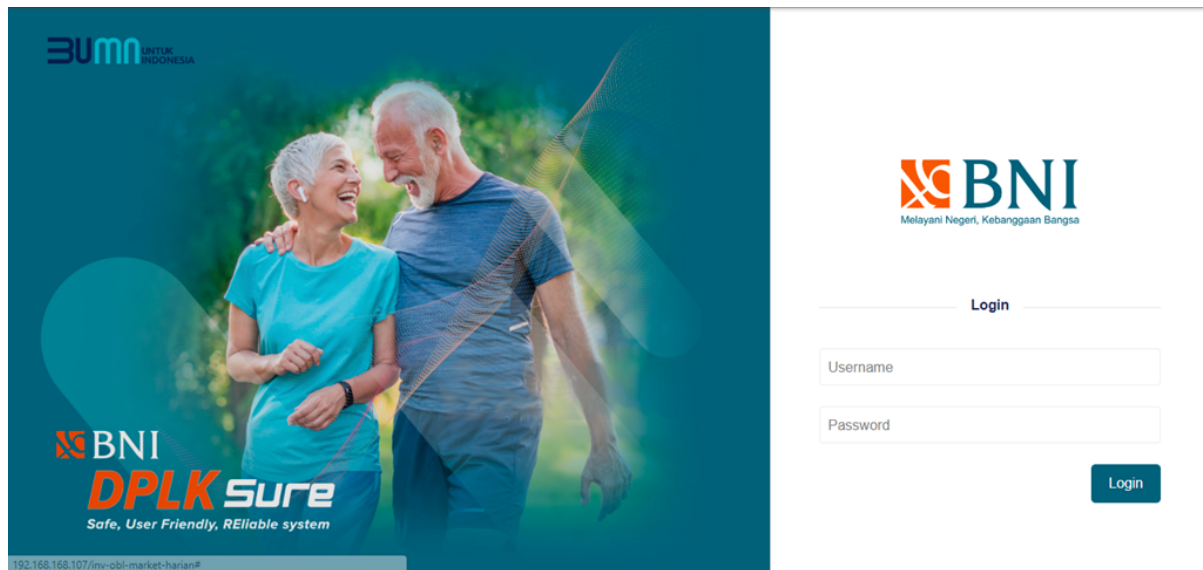 BUMN UNTUK
INDONESIA
BNI
DPLK Sure
Safe, User Friendly, REliable system
192.168.168.107/inv-obl-market-harian#
BNI
Melayani Negeri, Kebanggaan Bangsa
Login
Username
Password
Login